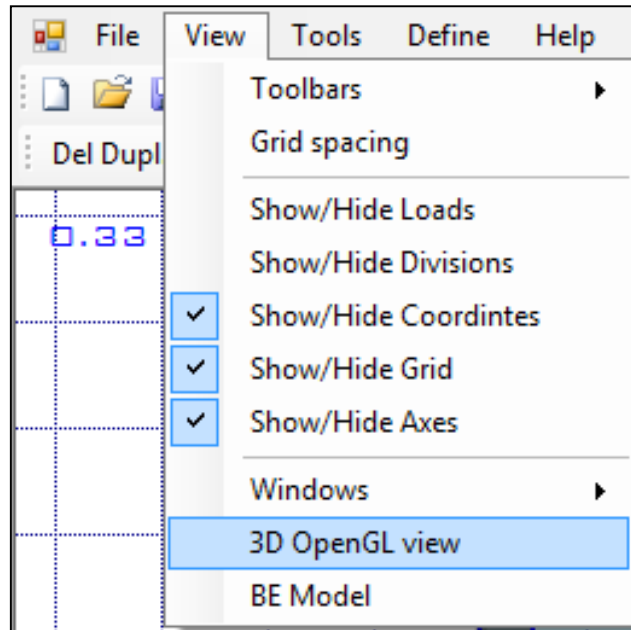 File View Tools Define Help
Toolbars
Del Dupl
Grid spacing
0.33
Show/Hide Loads
Show/Hide Divisions
Show/Hide Coordintes
Show/Hide Grid
Show/Hide Axes
Windows
3D OpenGL view
BE Model